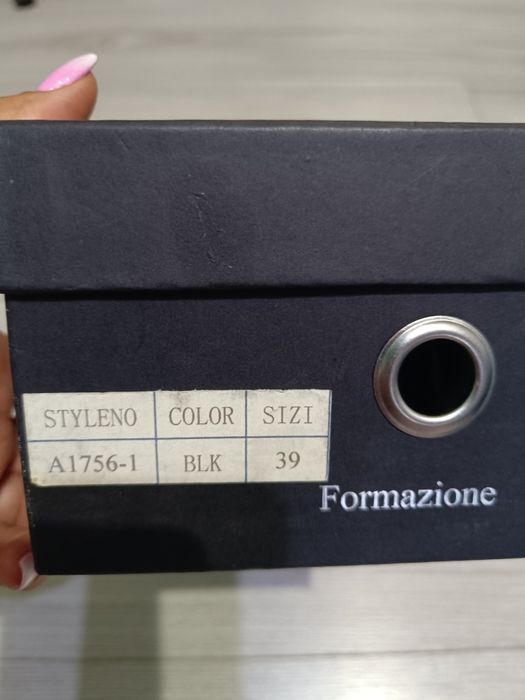 STYLENO COLOR SIZI
A1756-1 BLK 39
Formazione